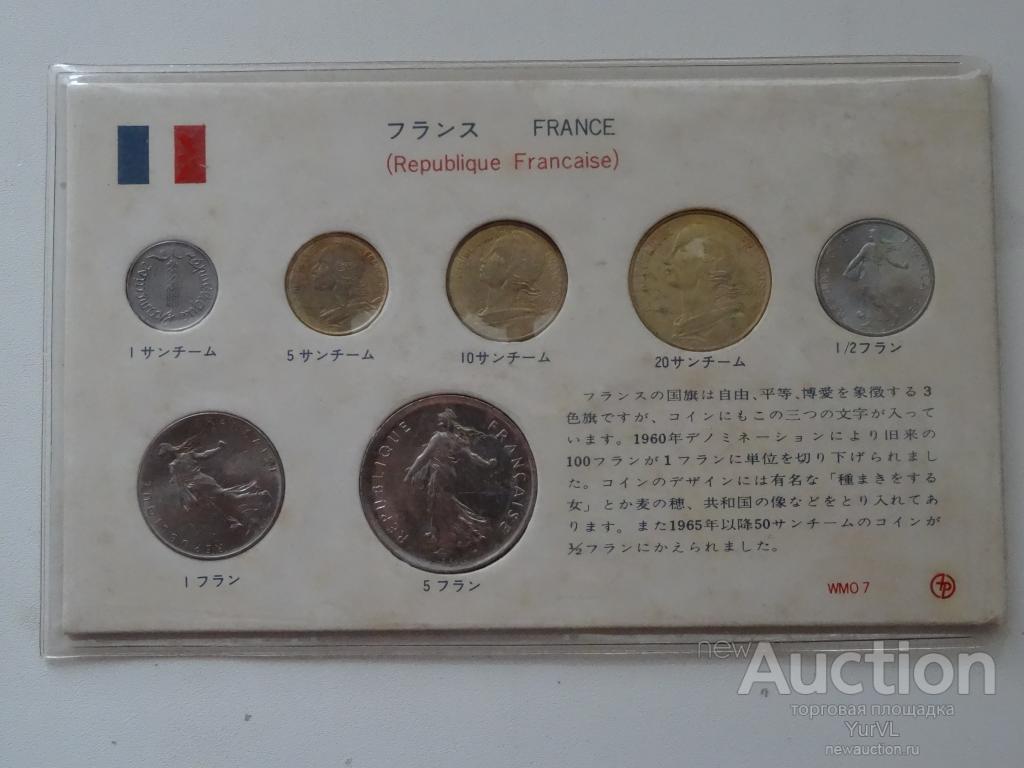 フランス FRANCE
(Republique Francaise)
1サンチーム
5サンチーム
10サンチーム
20サンチーム
1/2フラン
フランスの国旗は自由、平等、博愛を象徴する3
色旗ですが、コインにもこの三つの文字が入って
います。1960年デノミネーションにより旧来の
100フランが1フランに単位を切り下げられまし
た。コインのデザインには有名な「種まきをする
女」とか麦の穂、共和国の像などをとり入れてあ
ります。また1965年以降50サンチームのコインが
½フランにかえられました。
REPUBLIQUE FRANCAISE
1フラン
5フラン
WMO 7
newAuction
торговая площадка
YurVL
newauction.ru